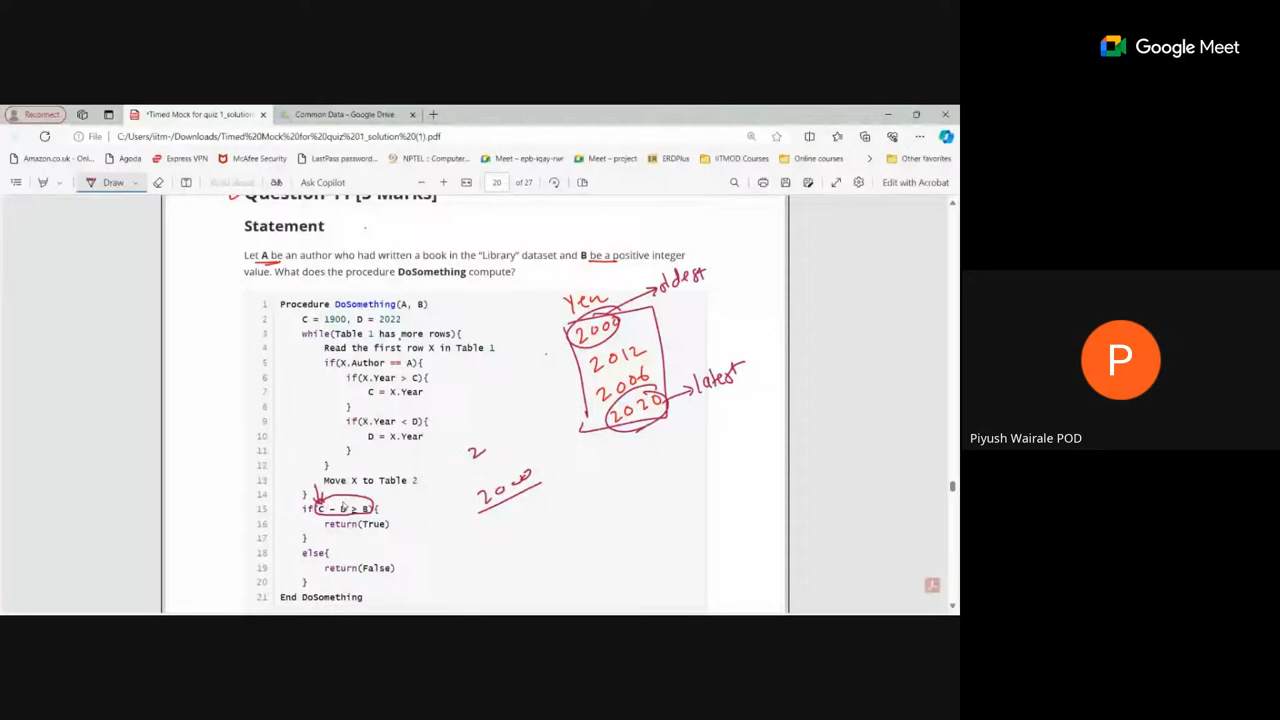 Google Meet
Reconnect
*Timed Mock for quiz 1_solution
Common Data - Google Drive
File
C:/Users/iitm-/Downloads/Timed%20Mock%20for%20quiz%201_solution%20(1).pdf
Amazon.co.uk - Onl...
Agoda
Express VPN
McAfee Security
LastPass password...
NPTEL : Computer...
Meet – epb-iqay-rwr
Meet – project
ERDPlus
IITMOD Courses
Online courses
Other favorites
Draw
Read aloud
Ask Copilot
20 of 27
Edit with Acrobat
Question-11 [5 Marks]
Statement
Let A be an author who had written a book in the "Library" dataset and B be a positive integer
value. What does the procedure DoSomething compute?
1 Procedure DoSomething(A, B)
2 C = 1900, D = 2022
3 while(Table 1 has more rows){
4 Read the first row X in Table 1
5 if(X.Author == A){
6 if(X.Year > C){
7 C = X.Year
8 }
9 if(X.Year < D){
10 D = X.Year
11 }
12 }
13 Move X to Table 2
14 }
15 if(C - D ≥ B){
16 return(True)
17 }
18 else{
19 return(False)
20 }
21 End DoSomething
oldest
2000
2012
2006
2020
latest
2
2000
P
Piyush Wairale POD